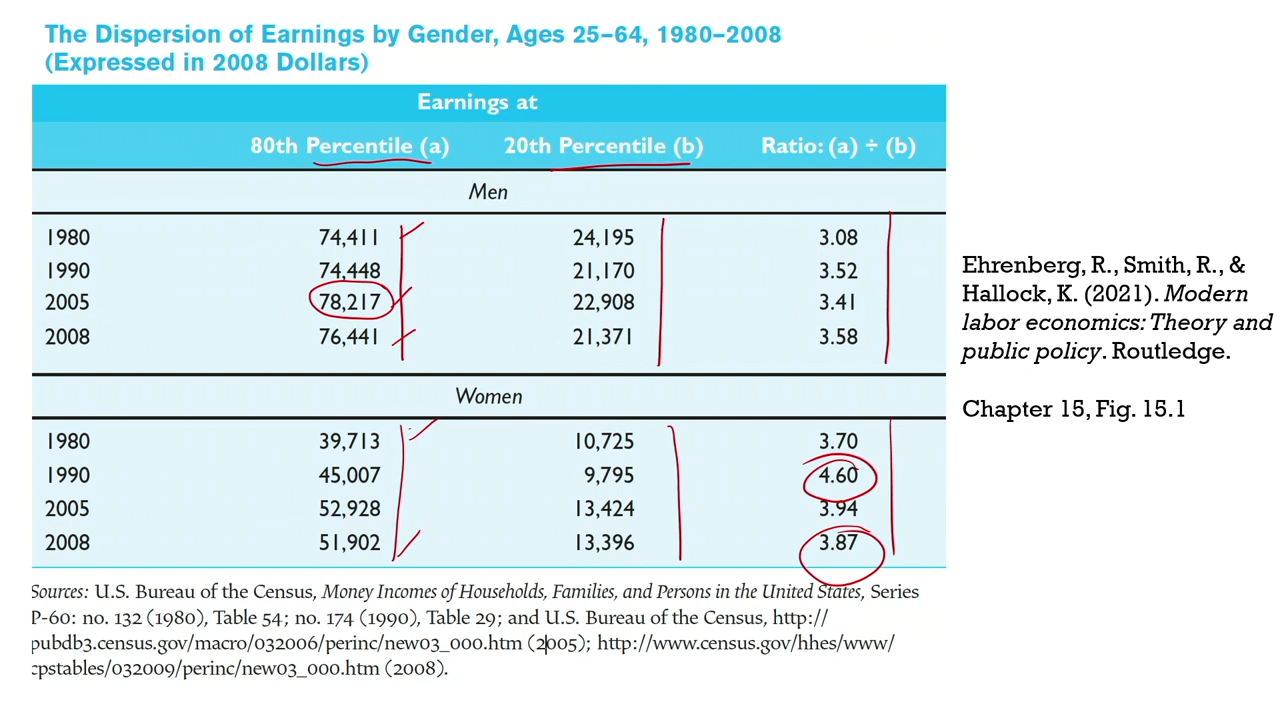 The Dispersion of Earnings by Gender, Ages 25–64, 1980–2008
(Expressed in 2008 Dollars)
Earnings at
80th Percentile (a) 20th Percentile (b) Ratio: (a) ÷ (b)
Men
1980 74,411 24,195 3.08
1990 74,448 21,170 3.52
2005 78,217 22,908 3.41
2008 76,441 21,371 3.58
Women
1980 39,713 10,725 3.70
1990 45,007 9,795 4.60
2005 52,928 13,424 3.94
2008 51,902 13,396 3.87
Sources: U.S. Bureau of the Census, Money Incomes of Households, Families, and Persons in the United States, Series
P-60: no. 132 (1980), Table 54; no. 174 (1990), Table 29; and U.S. Bureau of the Census, http://
pubdb3.census.gov/macro/032006/perinc/new03_000.htm (2005); http://www.census.gov/hhes/www/
cpstables/032009/perinc/new03_000.htm (2008).
Ehrenberg, R., Smith, R., &
Hallock, K. (2021). Modern
labor economics: Theory and
public policy. Routledge.
Chapter 15, Fig. 15.1